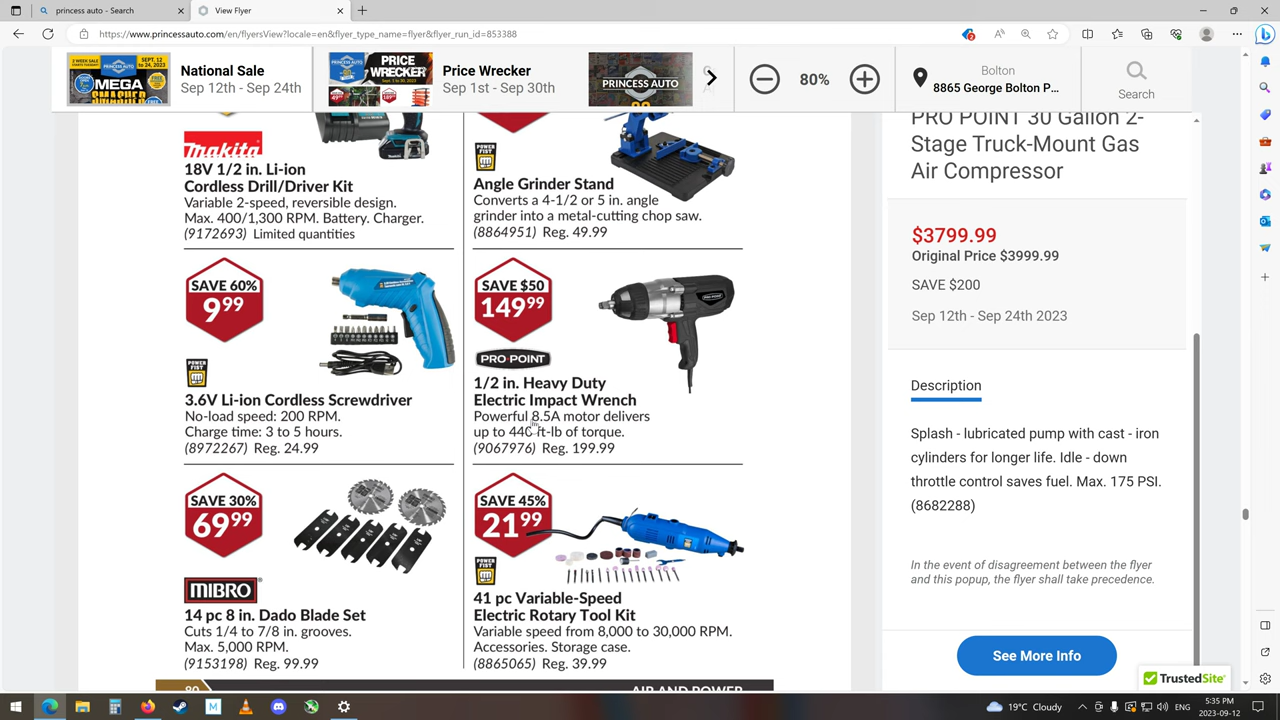 princess auto - Search
View Flyer
https://www.princessauto.com/en/flyersView?locale=en&flyer_type_name=flyer&flyer_run_id=853388
National Sale
Sep 12th - Sep 24th
Price Wrecker
Sep 1st - Sep 30th
PRINCESS AUTO
80%
Bolton
8865 George Bolton P...
Search
makita
18V 1/2 in. Li-ion
Cordless Drill/Driver Kit
Variable 2-speed, reversible design.
Max. 400/1,300 RPM. Battery. Charger.
(9172693) Limited quantities
POWER FIST
Angle Grinder Stand
Converts a 4-1/2 or 5 in. angle
grinder into a metal-cutting chop saw.
(8864951) Reg. 49.99
SAVE 60%
9.99
POWER FIST
3.6V Li-ion Cordless Screwdriver
No-load speed: 200 RPM.
Charge time: 3 to 5 hours.
(8972267) Reg. 24.99
SAVE $50
149.99
PRO•POINT
1/2 in. Heavy Duty
Electric Impact Wrench
Powerful 8.5A motor delivers
up to 440 ft-lb of torque.
(9067976) Reg. 199.99
SAVE 30%
69.99
MIBRO
14 pc 8 in. Dado Blade Set
Cuts 1/4 to 7/8 in. grooves.
Max. 5,000 RPM.
(9153198) Reg. 99.99
SAVE 45%
21.99
POWER FIST
41 pc Variable-Speed
Electric Rotary Tool Kit
Variable speed from 8,000 to 30,000 RPM.
Accessories. Storage case.
(8865065) Reg. 39.99
80
AIR AND POWER
PRO POINT 30 Gallon 2-
Stage Truck-Mount Gas
Air Compressor
$3799.99
Original Price $3999.99
SAVE $200
Sep 12th - Sep 24th 2023
Description
Splash - lubricated pump with cast - iron
cylinders for longer life. Idle - down
throttle control saves fuel. Max. 175 PSI.
(8682288)
In the event of disagreement between the flyer
and this popup, the flyer shall take precedence.
See More Info
TrustedSite
19°C Cloudy
ENG
5:35 PM
2023-09-12